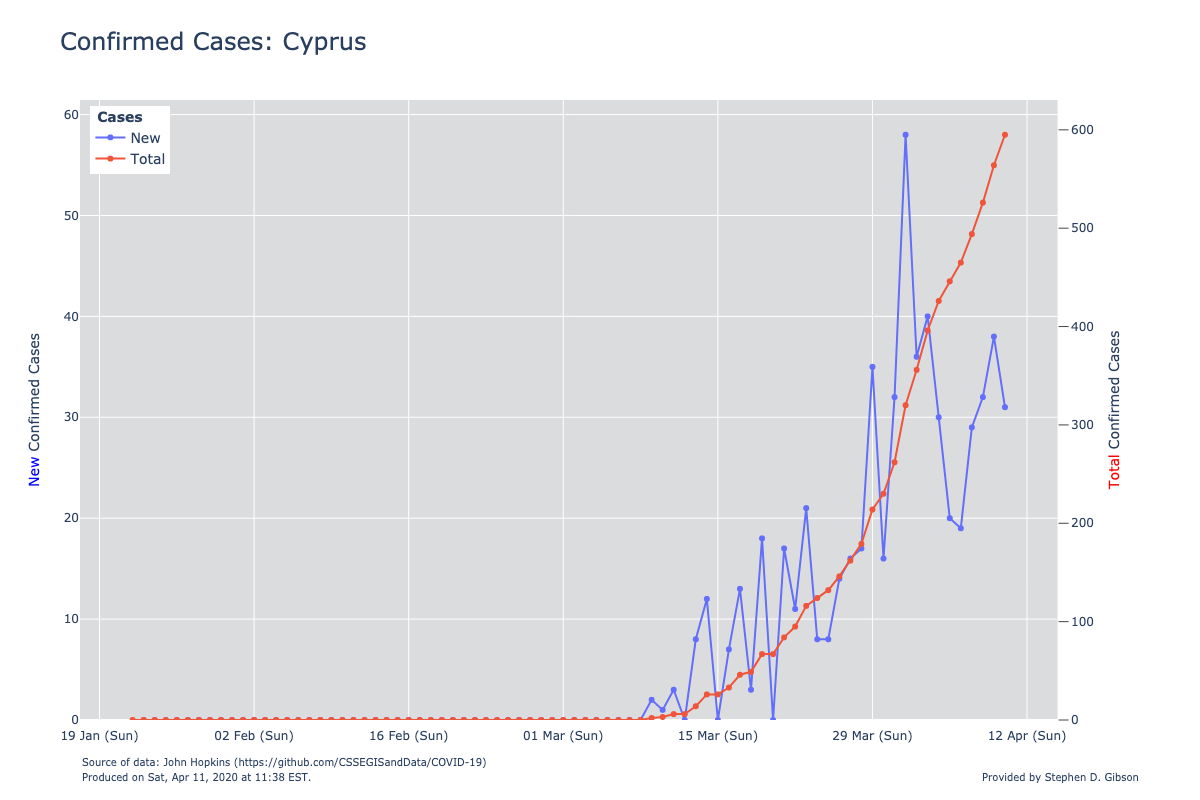 Confirmed Cases: Cyprus
Cases
New
Total
60
50
40
30
20
10
0
600
500
400
300
200
100
0
New Confirmed Cases
Total Confirmed Cases
19 Jan (Sun) 02 Feb (Sun) 16 Feb (Sun) 01 Mar (Sun) 15 Mar (Sun) 29 Mar (Sun) 12 Apr (Sun)
Source of data: John Hopkins (https://github.com/CSSEGISandData/COVID-19)
Produced on Sat, Apr 11, 2020 at 11:38 EST.
Provided by Stephen D. Gibson